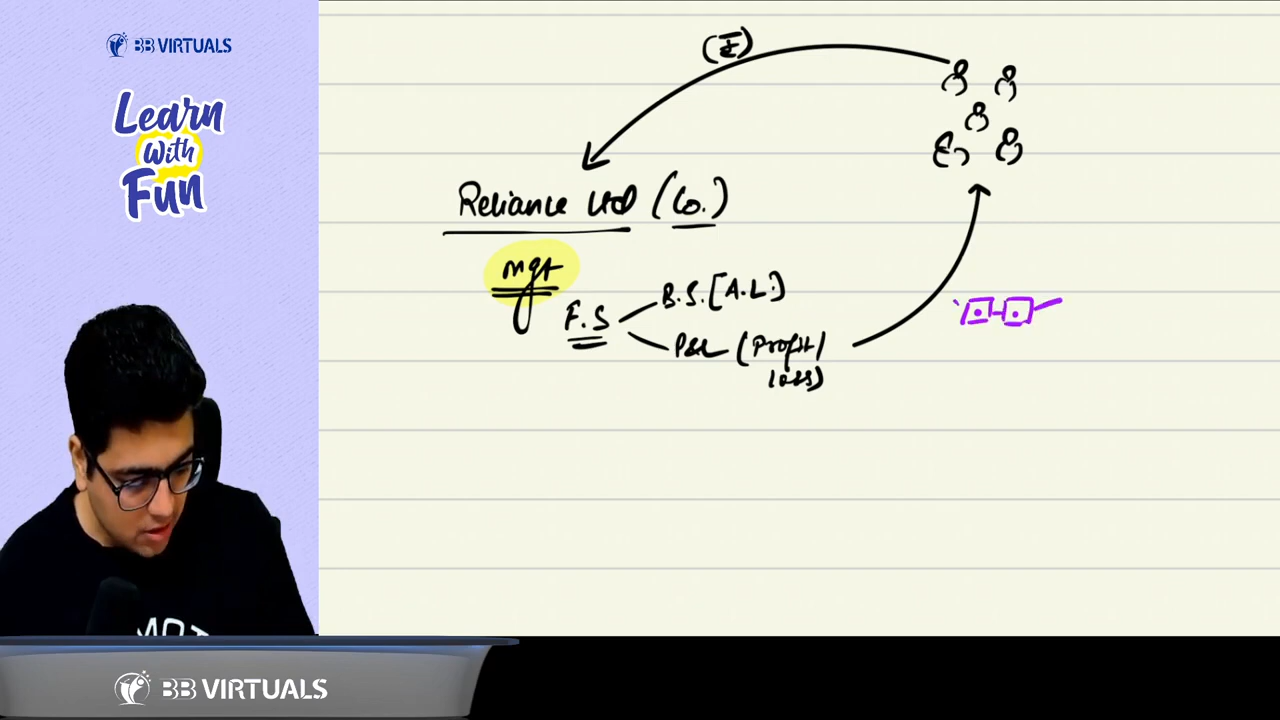 BB VIRTUALS
Learn
With
Fun
(₹)
Reliance Ltd (Co.)
mgt
F.S
B.S. [A.L.]
P&L (Profit/
loss)
BB VIRTUALS